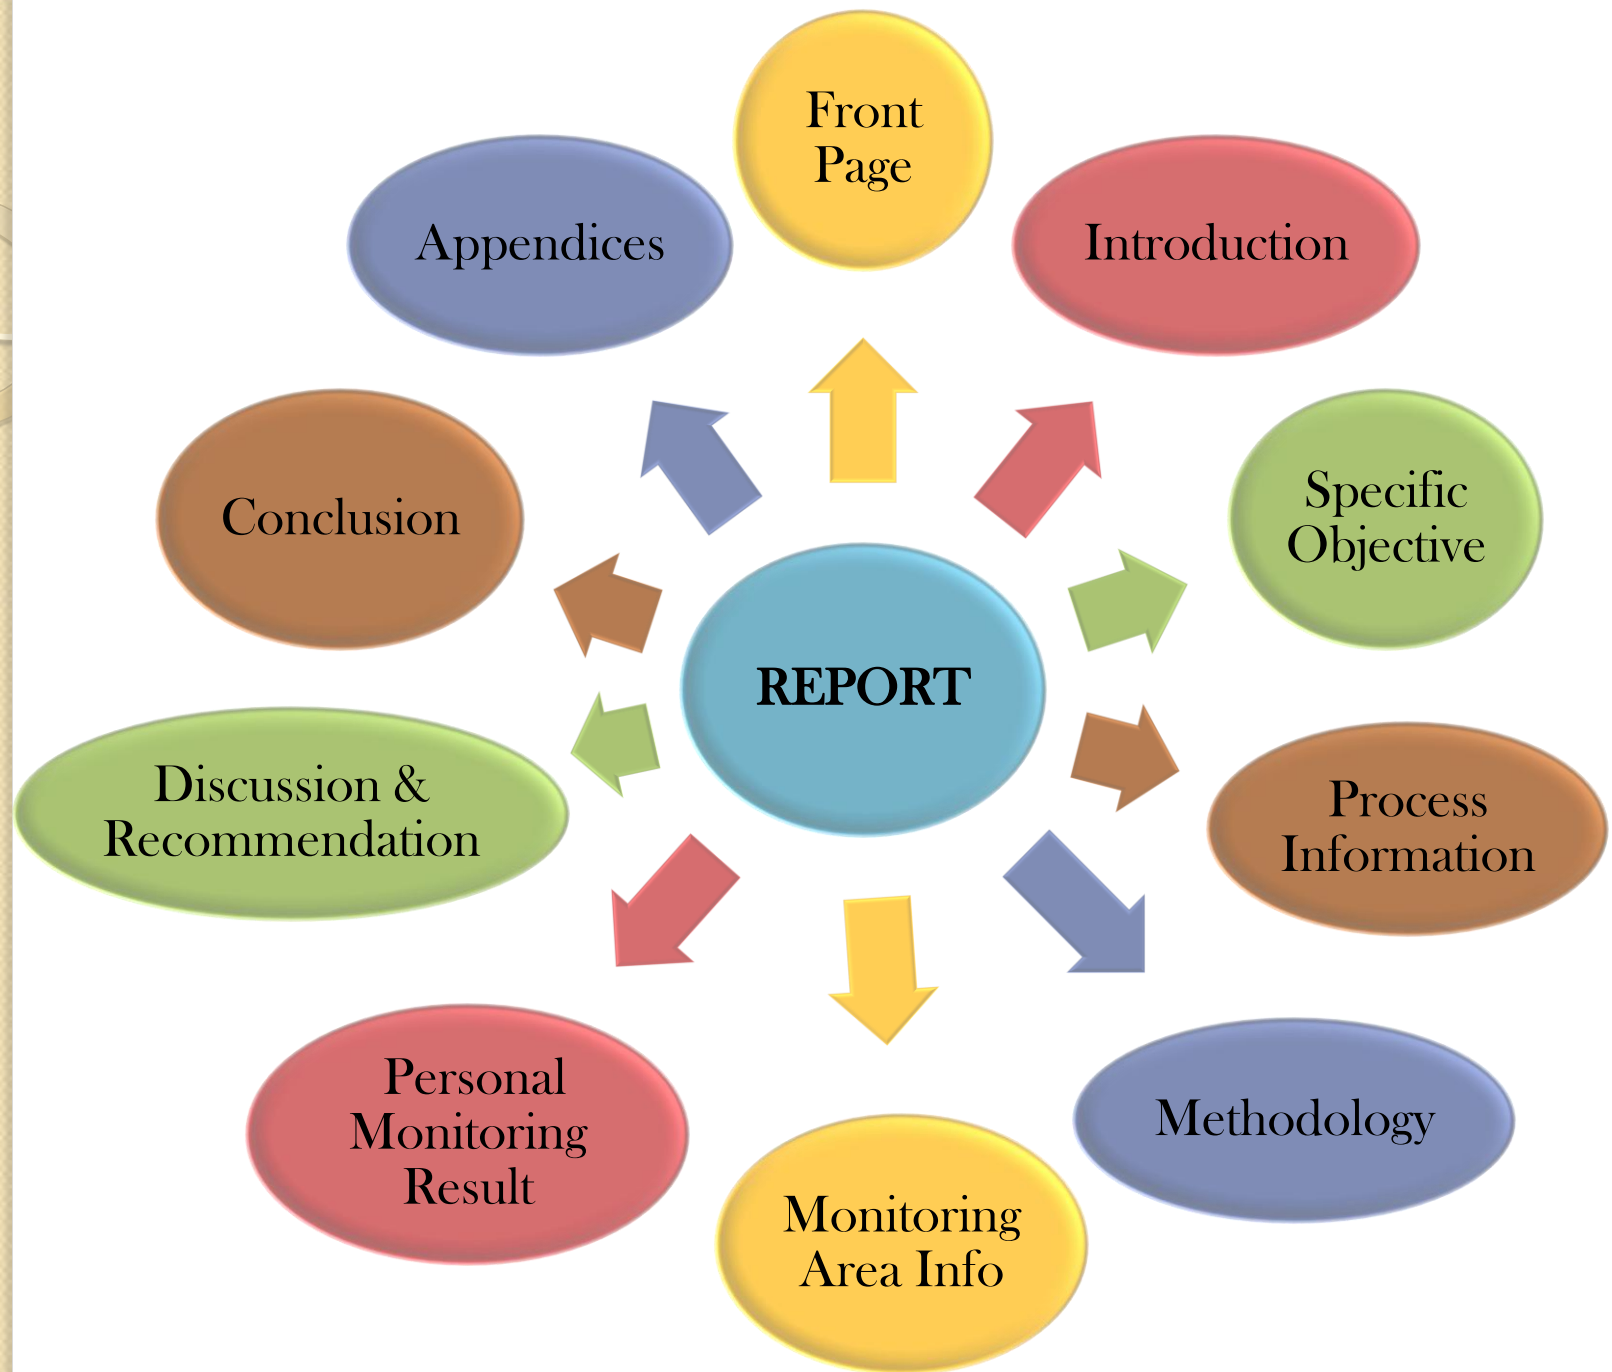 Front
Page
Introduction
Specific
Objective
Process
Information
Methodology
Monitoring
Area Info
Personal
Monitoring
Result
Discussion &
Recommendation
Conclusion
Appendices
REPORT